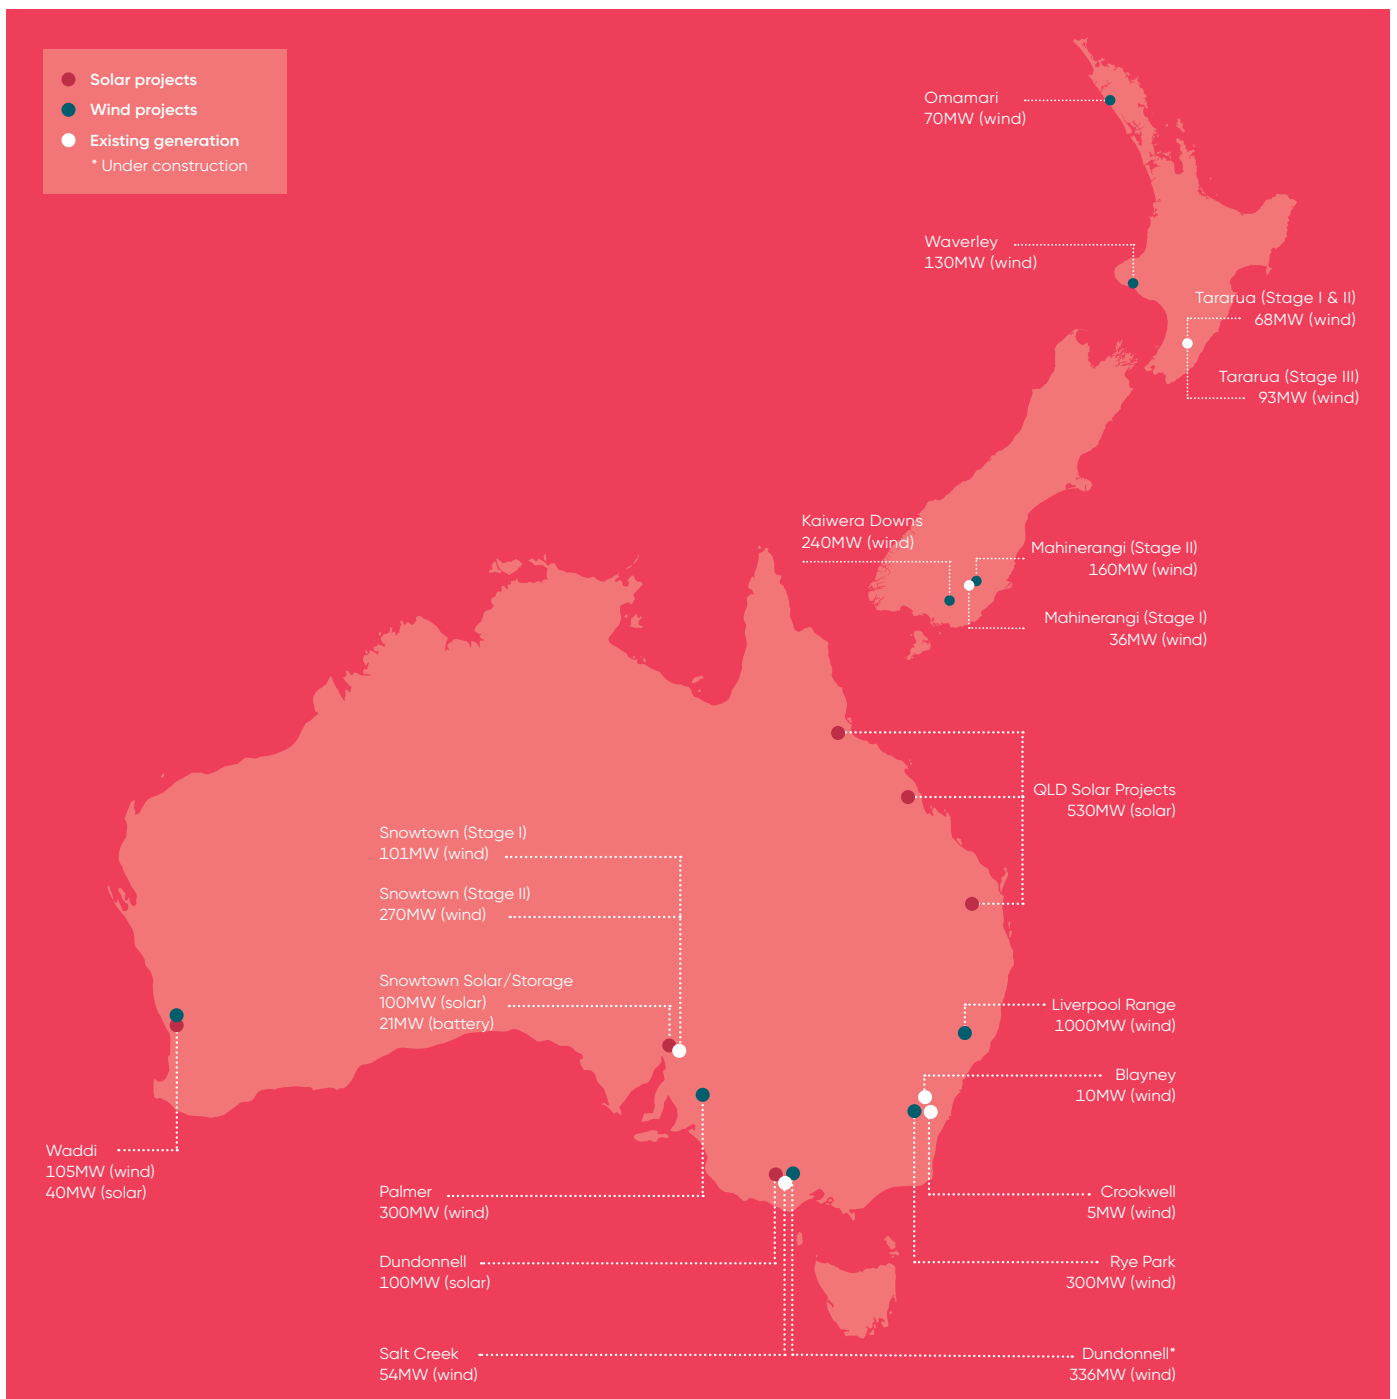 Solar projects
Wind projects
Existing generation
* Under construction
Omamari
70MW (wind)
Waverley
130MW (wind)
Tararua (Stage I & II)
68MW (wind)
Tararua (Stage III)
93MW (wind)
Kaiwera Downs
240MW (wind)
Mahinerangi (Stage II)
160MW (wind)
Mahinerangi (Stage I)
36MW (wind)
QLD Solar Projects
530MW (solar)
Snowtown (Stage I)
101MW (wind)
Snowtown (Stage II)
270MW (wind)
Snowtown Solar/Storage
100MW (solar)
21MW (battery)
Liverpool Range
1000MW (wind)
Blayney
10MW (wind)
Waddi
105MW (wind)
40MW (solar)
Palmer
300MW (wind)
Crookwell
5MW (wind)
Dundonnell
100MW (solar)
Rye Park
300MW (wind)
Salt Creek
54MW (wind)
Dundonnell*
336MW (wind)